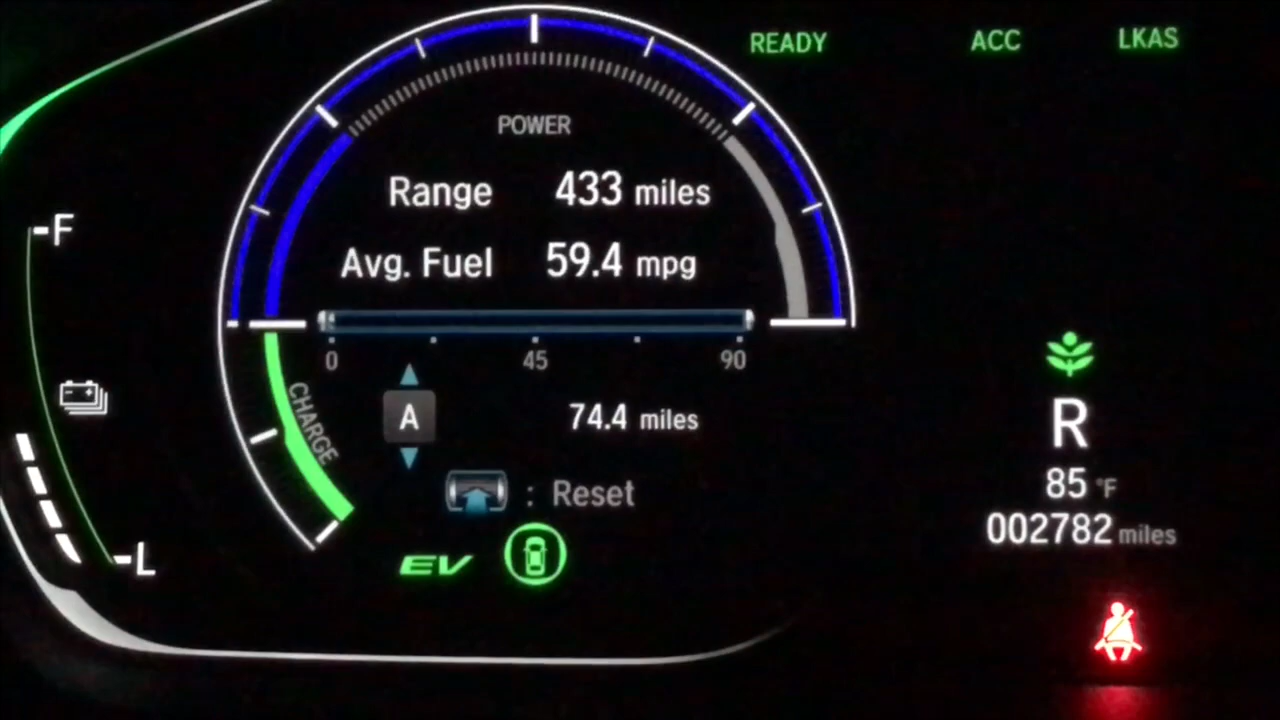 READY ACC LKAS
POWER
Range 433 miles
Avg. Fuel 59.4 mpg
0 45 90
A 74.4 miles
: Reset
EV
CHARGE
-F
-L
R
85 °F
002782 miles